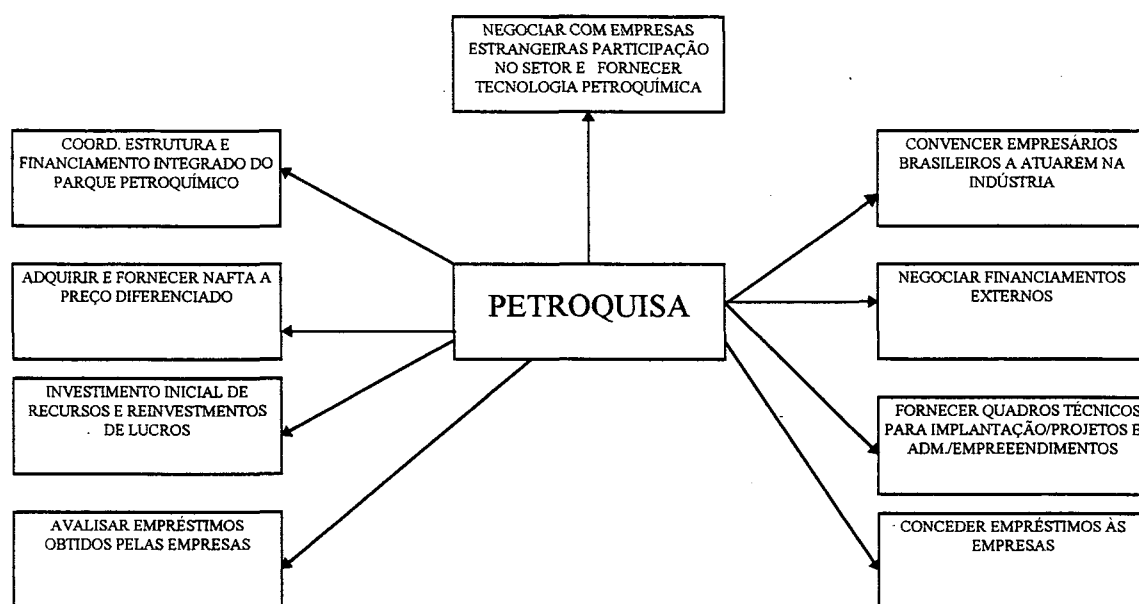 NEGOCIAR COM EMPRESAS
ESTRANGEIRAS PARTICIPAÇÃO
NO SETOR E FORNECER
TECNOLOGIA PETROQUÍMICA
COORD. ESTRUTURA E
FINANCIAMENTO INTEGRADO DO
PARQUE PETROQUÍMICO
CONVENCER EMPRESÁRIOS
BRASILEIROS A ATUAREM NA
INDÚSTRIA
ADQUIRIR E FORNECER NAFTA A
PREÇO DIFERENCIADO
PETROQUISA
NEGOCIAR FINANCIAMENTOS
EXTERNOS
INVESTIMENTO INICIAL DE
RECURSOS E REINVESTMENTOS
DE LUCROS
FORNECER QUADROS TÉCNICOS
PARA IMPLANTAÇÃO/PROJETOS E
ADM./EMPREEENDIMENTOS
AVALISAR EMPRÉSTIMOS
OBTIDOS PELAS EMPRESAS
CONCEDER EMPRÉSTIMOS ÀS
EMPRESAS